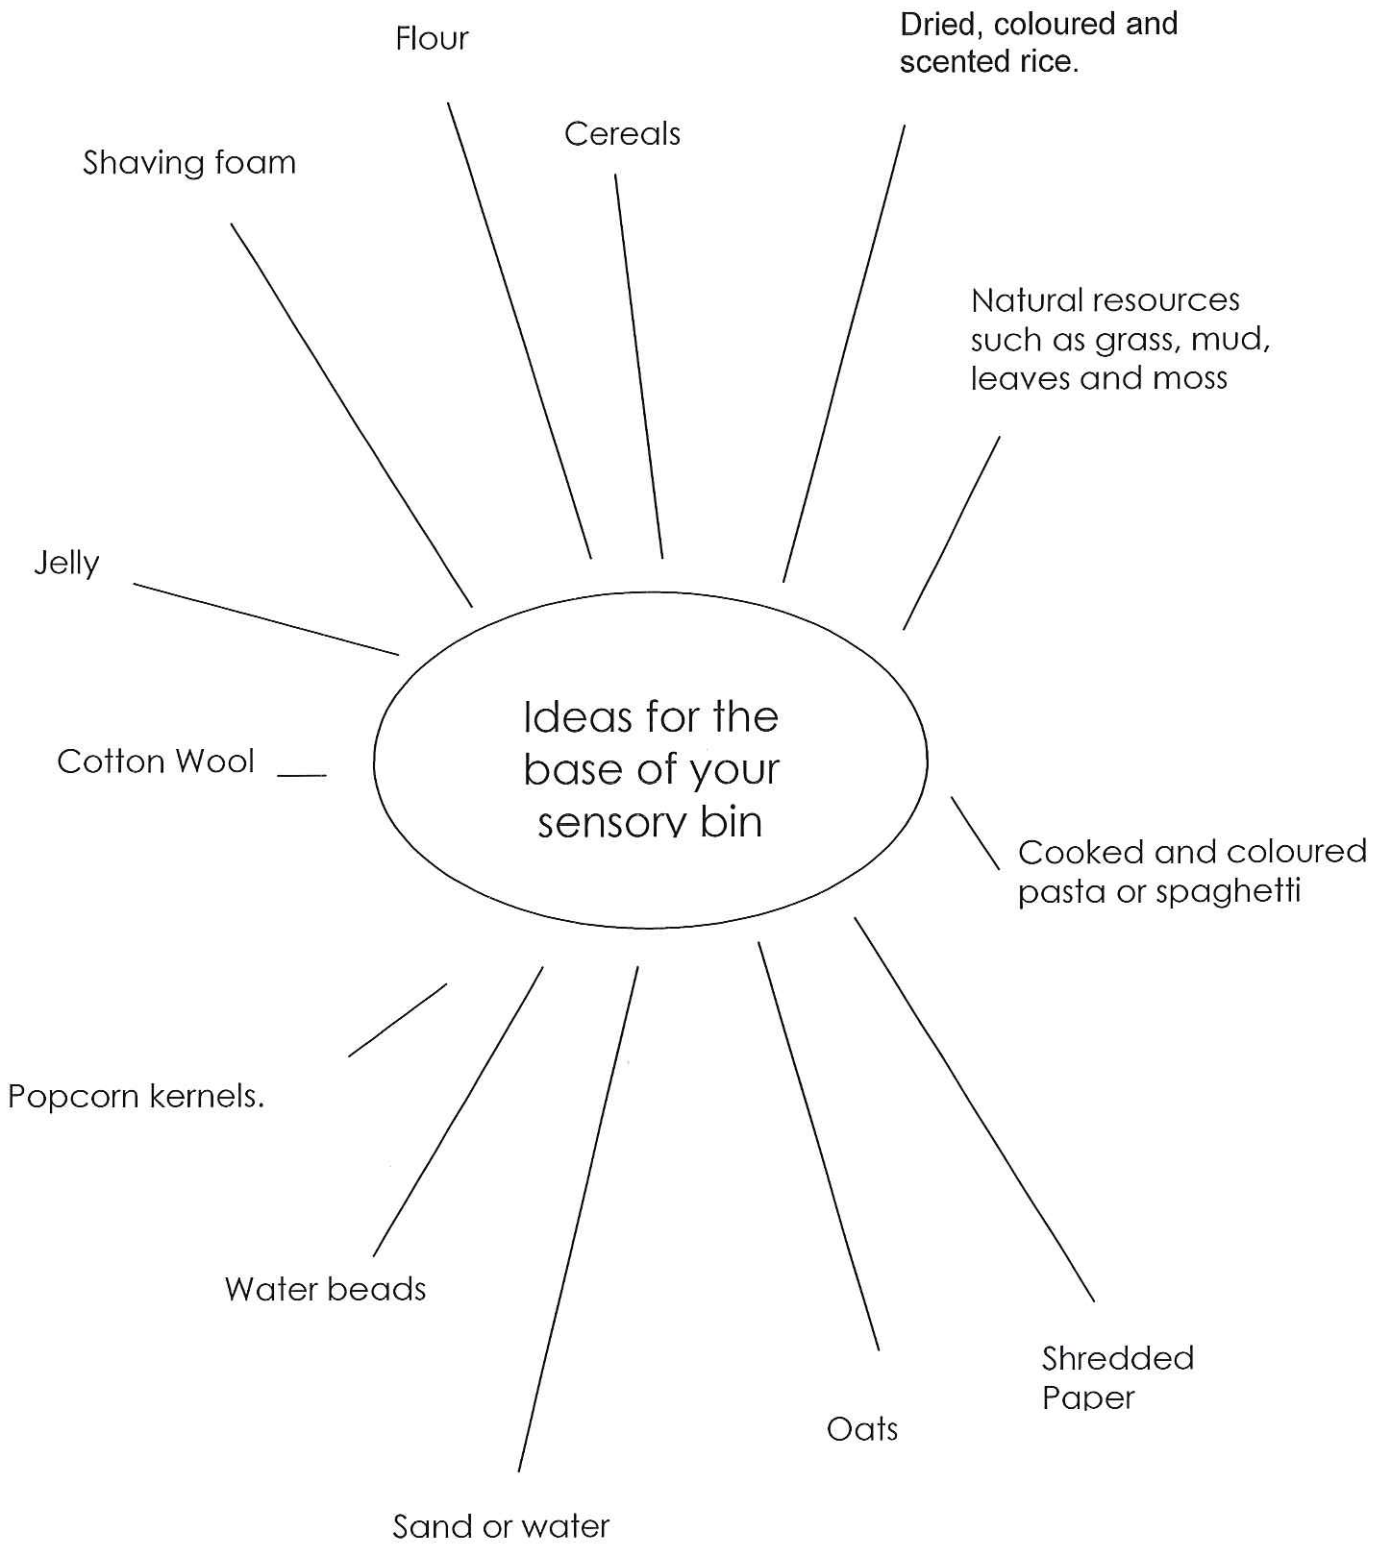 Flour
Dried, coloured and
scented rice.
Cereals
Shaving foam
Natural resources
such as grass, mud,
leaves and moss
Jelly
Ideas for the
base of your
sensory bin
Cotton Wool
Cooked and coloured
pasta or spaghetti
Popcorn kernels.
Water beads
Shredded
Paper
Oats
Sand or water